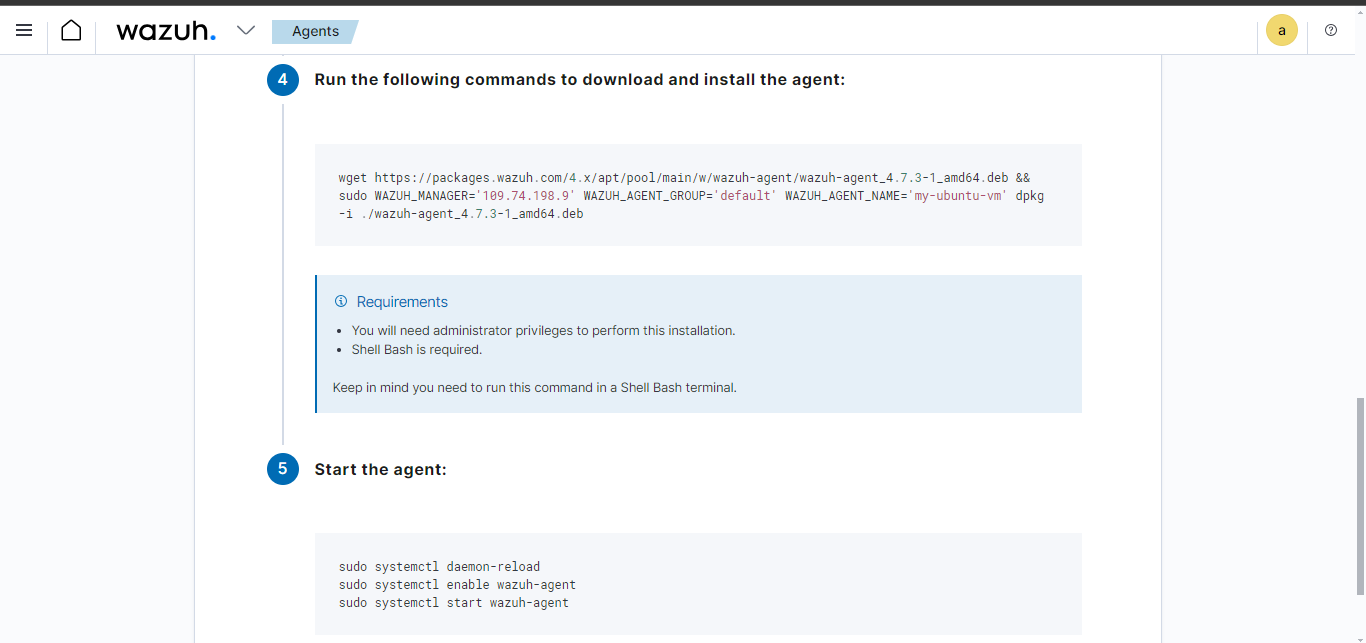 wazuh.
Agents
a
4
Run the following commands to download and install the agent:
wget https://packages.wazuh.com/4.x/apt/pool/main/w/wazuh-agent/wazuh-agent_4.7.3-1_amd64.deb &&
sudo WAZUH_MANAGER='109.74.198.9' WAZUH_AGENT_GROUP='default' WAZUH_AGENT_NAME='my-ubuntu-vm' dpkg
-i ./wazuh-agent_4.7.3-1_amd64.deb
Requirements
• You will need administrator privileges to perform this installation.
• Shell Bash is required.
Keep in mind you need to run this command in a Shell Bash terminal.
5
Start the agent:
sudo systemctl daemon-reload
sudo systemctl enable wazuh-agent
sudo systemctl start wazuh-agent